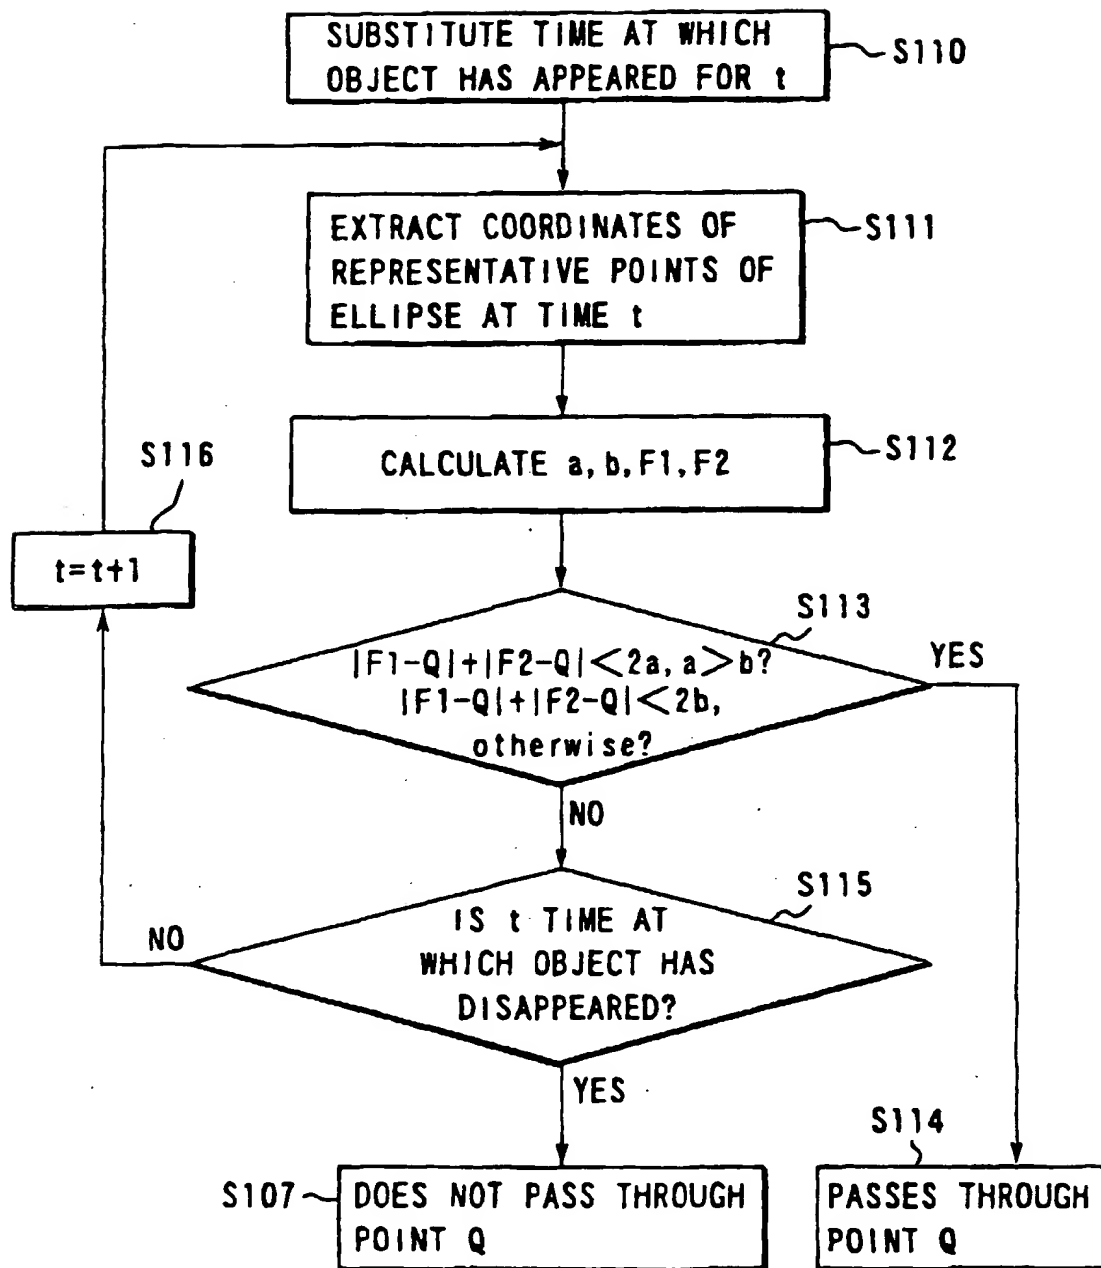 SUBSTITUTE TIME AT WHICH
OBJECT HAS APPEARED FOR t
S110
EXTRACT COORDINATES OF
REPRESENTATIVE POINTS OF
ELLIPSE AT TIME t
S111
CALCULATE a, b, F1, F2
S112
S116
t=t+1
S113
|F1-Q|+|F2-Q|<2a, a>b?
|F1-Q|+|F2-Q|<2b,
otherwise?
YES
NO
S115
IS t TIME AT
WHICH OBJECT HAS
DISAPPEARED?
NO
YES
S107
DOES NOT PASS THROUGH
POINT Q
S114
PASSES THROUGH
POINT Q